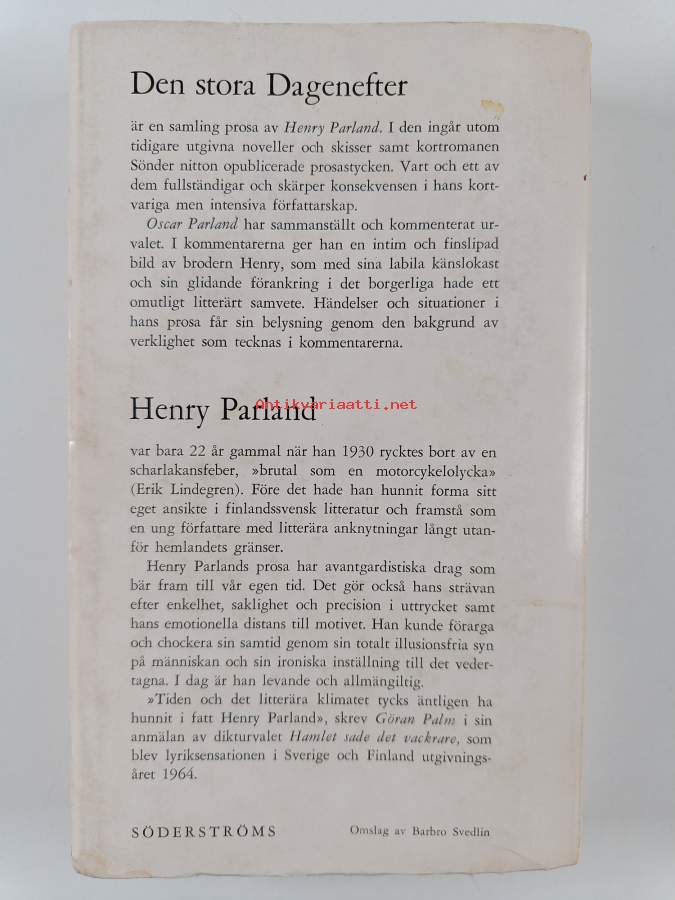 Den stora Dagenefter
är en samling prosa av Henry Parland. I den ingår utom
tidigare utgivna noveller och skisser samt kortromanen
Sönder nitton opublicerade prosastycken. Vart och ett av
dem fullständigar och skärper konsekvensen i hans kort-
variga men intensiva författarskap.
Oscar Parland har sammanställt och kommenterat ur-
valet. I kommentarerna ger han en intim och finslipad
bild av brodern Henry, som med sina labila känslokast
och sin glidande förankring i det borgerliga hade ett
omutligt litterärt samvete. Händelser och situationer i
hans prosa får sin belysning genom den bakgrund av
verklighet som tecknas i kommentarerna.
Henry Parland
Antikvariaatti.net
var bara 22 år gammal när han 1930 rycktes bort av en
scharlakansfeber, »brutal som en motorcykelolycka»
(Erik Lindegren). Före det hade han hunnit forma sitt
eget ansikte i finlandssvensk litteratur och framstå som
en ung författare med litterära anknytningar långt utan-
för hemlandets gränser.
Henry Parlands prosa har avantgardistiska drag som
bär fram till vår egen tid. Det gör också hans strävan
efter enkelhet, saklighet och precision i uttrycket samt
hans emotionella distans till motivet. Han kunde förarga
och chockera sin samtid genom sin totalt illusionsfria syn
på människan och sin ironiska inställning till det veder-
tagna. I dag är han levande och allmängiltig.
»Tiden och det litterära klimatet tycks äntligen ha
hunnit i fatt Henry Parland», skrev Göran Palm i sin
anmälan av dikturvalet Hamlet sade det vackrare, som
blev lyriksensationen i Sverige och Finland utgivnings-
året 1964.
SÖDERSTRÖMS
Omslag av Barbro Svedlin